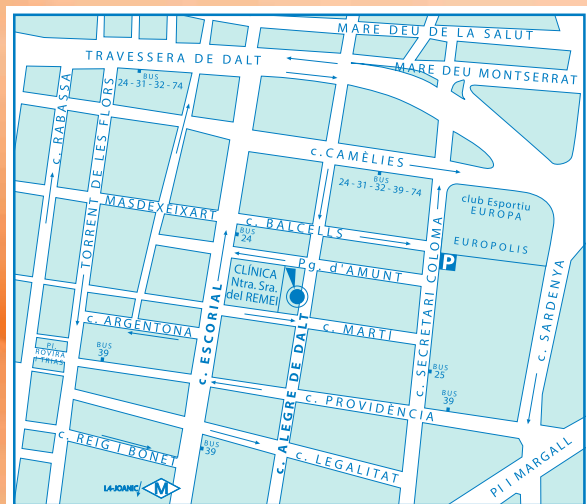 MARE DEU DE LA SALUT
TRAVESSERA DE DALT
MARE DEU MONTSERRAT
BUS
24 - 31 - 32 - 74
c. RABASSA
TORRENT DE LES FLORS
c. CAMÈLIES
BUS
24 - 31 - 32 - 39 - 74
club Esportiu
EUROPA
EUROPOLIS
MASDEXEIXART
c. BALCELLS
BUS
24
Pg. d'AMUNT
P
CLÍNICA
Ntra. Sra.
del REMEI
c. SECRETARI COLOMA
c. SARDENYA
c. ARGENTONA
c. MARTI
c. ESCORIAL
c. ALEGRE DE DALT
PL.
ROVIRA
I TRIAS
BUS
39
BUS
25
BUS
39
c. PROVIDÈNCIA
c. REIG I BONET
BUS
39
c. LEGALITAT
PI I MARGALL
L4-JOANIC
M